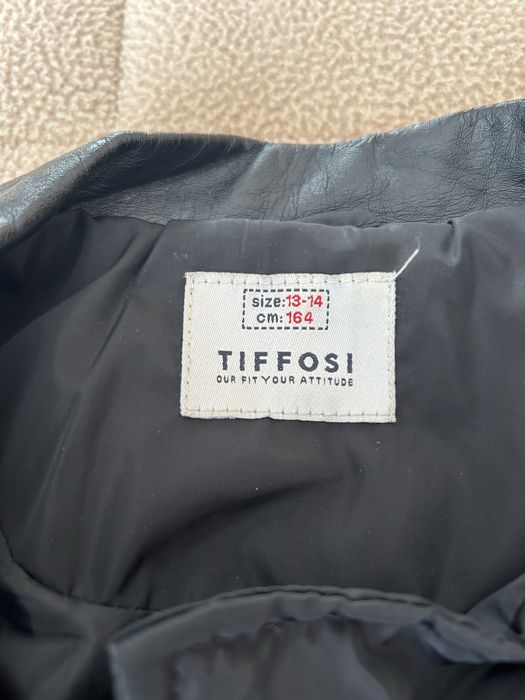 size:13-14
cm:164
TIFFOSI
OUR FIT YOUR ATTITUDE